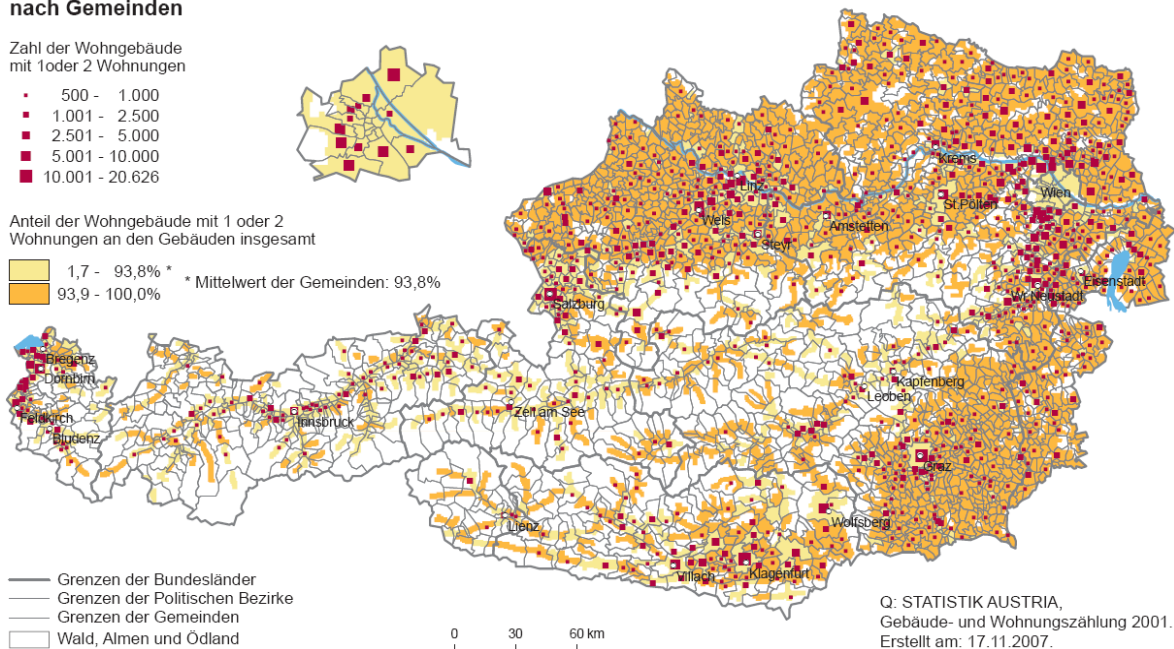 nach Gemeinden
Zahl der Wohngebäude
mit 1oder 2 Wohnungen
500 - 1.000
1.001 - 2.500
2.501 - 5.000
5.001 - 10.000
10.001 - 20.626
Anteil der Wohngebäude mit 1 oder 2
Wohnungen an den Gebäuden insgesamt
1,7 - 93,8% *
93,9 - 100,0%
* Mittelwert der Gemeinden: 93,8%
Krems
Linz
Wien
St.Pölten
Wels
Amstetten
Steyr
Eisenstadt
Wr.Neustadt
Salzburg
Bregenz
Dornbirn
Kapfenberg
Leoben
Zell am See
Feldkirch
Innsbruck
Bludenz
Graz
Lienz
Wolfsberg
Villach
Klagenfurt
Grenzen der Bundesländer
Grenzen der Politischen Bezirke
Grenzen der Gemeinden
Wald, Almen und Ödland
0 30 60 km
Q: STATISTIK AUSTRIA,
Gebäude- und Wohnungszählung 2001.
Erstellt am: 17.11.2007.